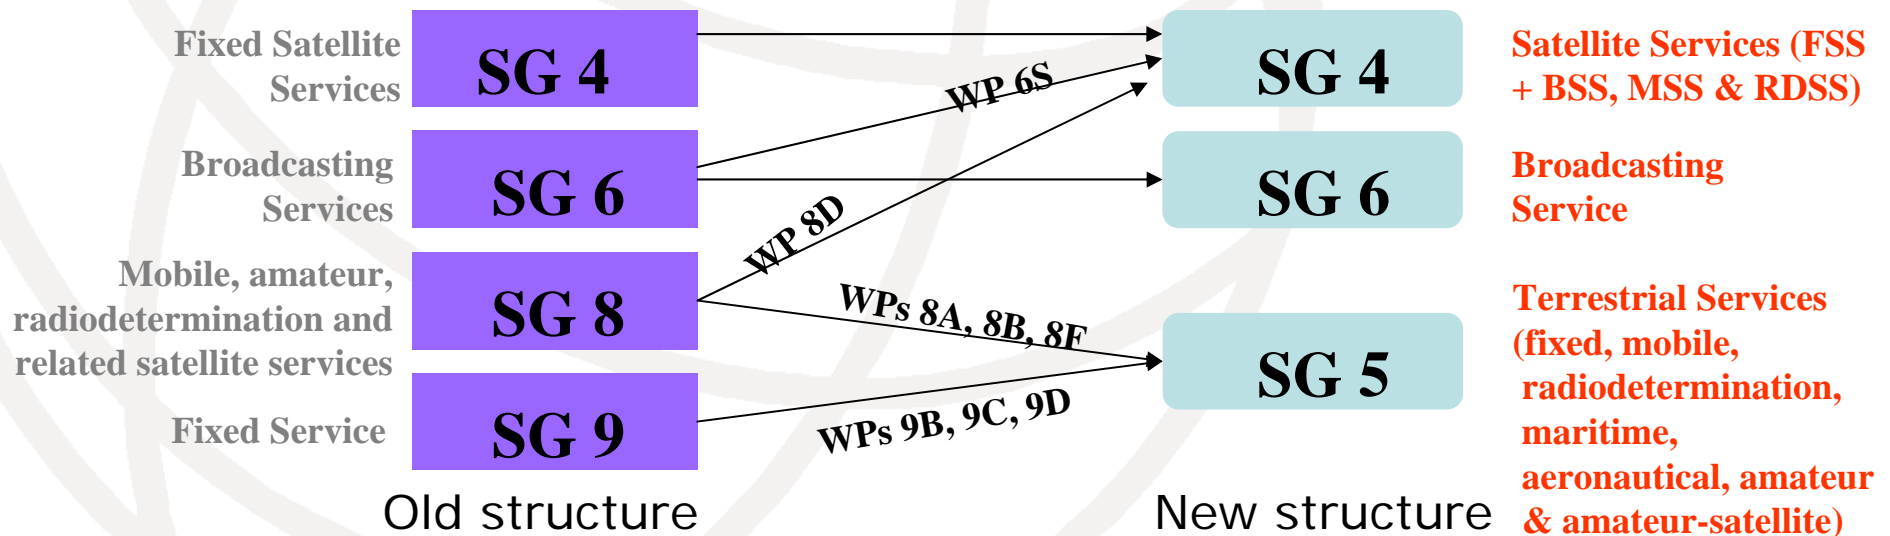 Fixed Satellite
Services
SG 4
WP 6S
SG 4
Satellite Services (FSS
+ BSS, MSS & RDSS)
Broadcasting
Services
SG 6
WP 8D
SG 6
Broadcasting
Service
Mobile, amateur,
radiodetermination and
related satellite services
SG 8
WPs 8A, 8B, 8F
SG 5
Terrestrial Services
(fixed, mobile,
radiodetermination,
maritime,
aeronautical, amateur
& amateur-satellite)
Fixed Service
SG 9
WPs 9B, 9C, 9D
Old structure
New structure